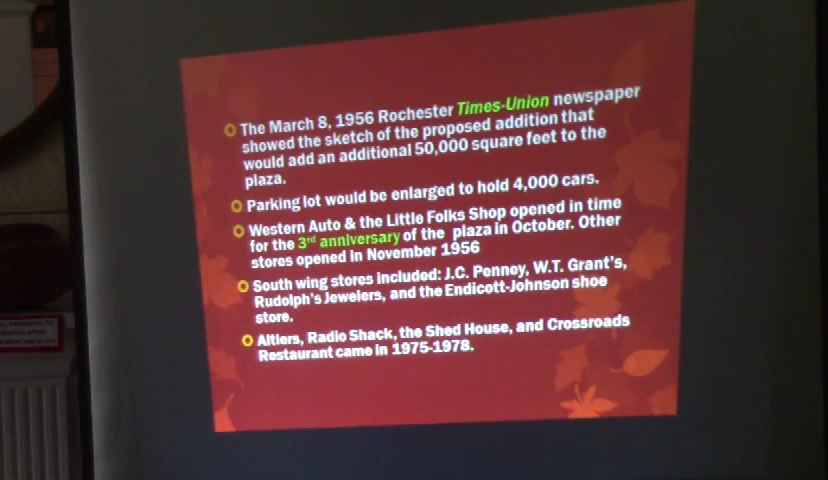 The March 8, 1956 Rochester Times-Union newspaper
showed the sketch of the proposed addition that
would add an additional 50,000 square feet to the
plaza.
Parking lot would be enlarged to hold 4,000 cars.
Western Auto & the Little Folks Shop opened in time
for the 3rd anniversary of the plaza in October. Other
stores opened in November 1956
South wing stores included: J.C. Penney, W.T. Grant's,
Rudolph's Jewelers, and the Endicott-Johnson shoe
store.
Altiers, Radio Shack, the Shed House, and Crossroads
Restaurant came in 1975-1978.